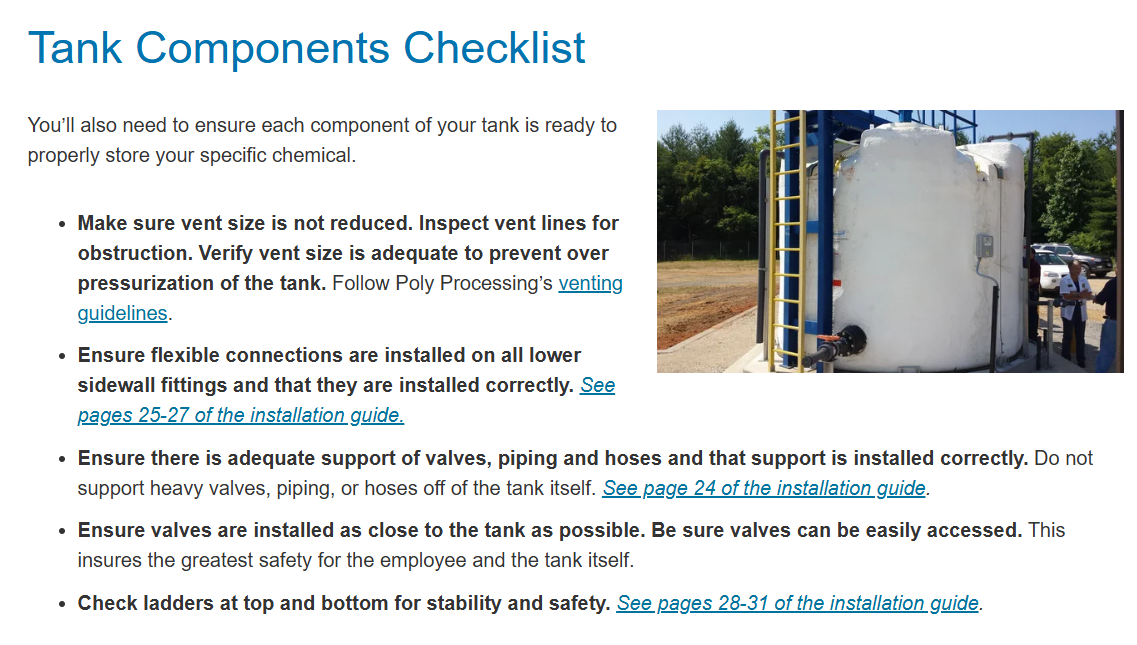 Tank Components Checklist
You'll also need to ensure each component of your tank is ready to
properly store your specific chemical.
• Make sure vent size is not reduced. Inspect vent lines for
obstruction. Verify vent size is adequate to prevent over
pressurization of the tank. Follow Poly Processing's venting
guidelines.
• Ensure flexible connections are installed on all lower
sidewall fittings and that they are installed correctly. See
pages 25-27 of the installation guide.
• Ensure there is adequate support of valves, piping and hoses and that support is installed correctly. Do not
support heavy valves, piping, or hoses off of the tank itself. See page 24 of the installation guide.
• Ensure valves are installed as close to the tank as possible. Be sure valves can be easily accessed. This
insures the greatest safety for the employee and the tank itself.
• Check ladders at top and bottom for stability and safety. See pages 28-31 of the installation guide.